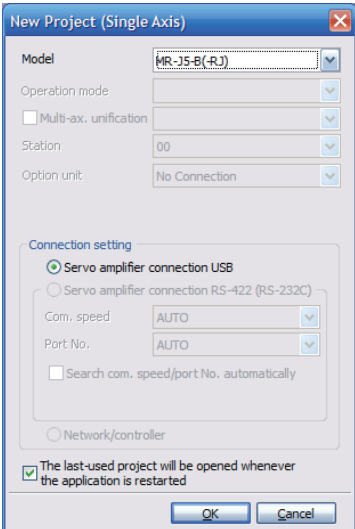 New Project (Single Axis)
Model MR-J5-B(-RJ)
Operation mode
Multi-ax. unification
Station 00
Option unit No Connection
Connection setting
Servo amplifier connection USB
Servo amplifier connection RS-422 (RS-232C)
Com. speed AUTO
Port No. AUTO
Search com. speed/port No. automatically
Network/controller
The last-used project will be opened whenever
the application is restarted
OK Cancel